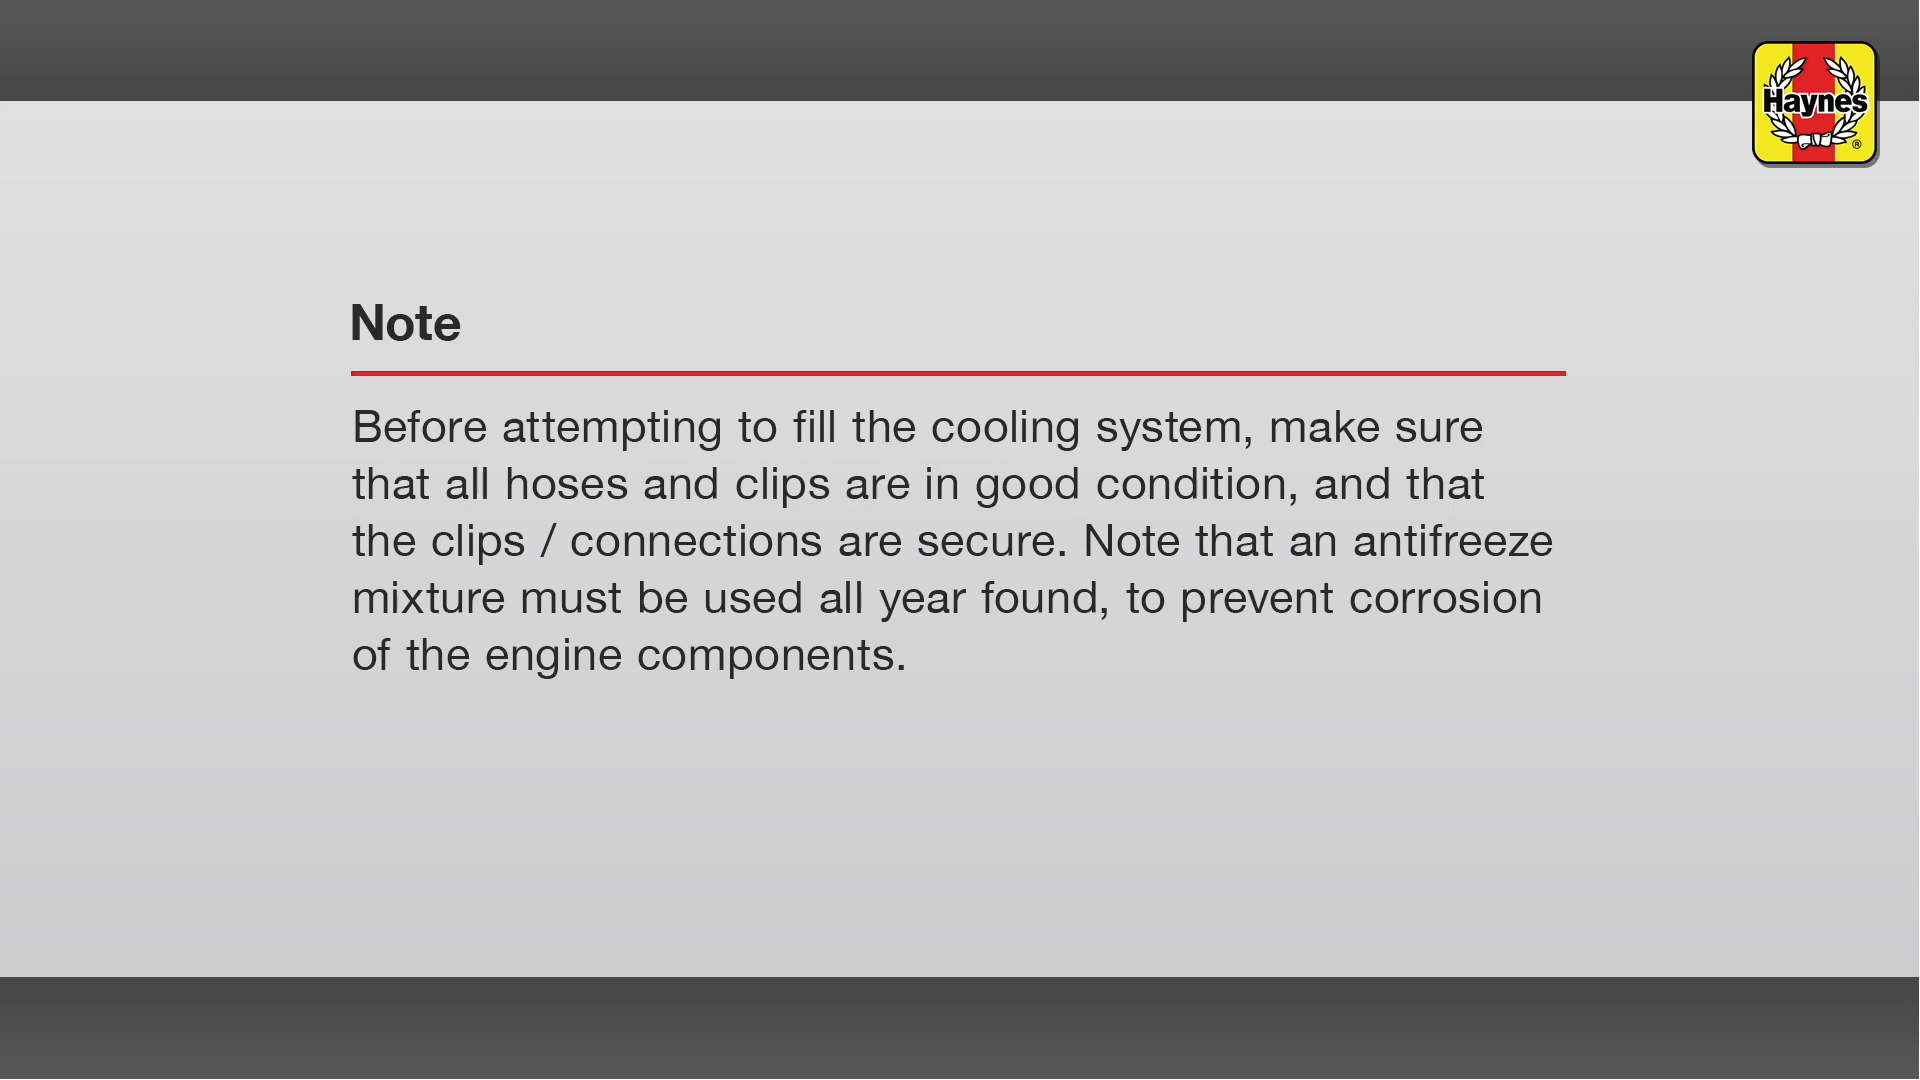 Haynes
®
Note
Before attempting to fill the cooling system, make sure
that all hoses and clips are in good condition, and that
the clips / connections are secure. Note that an antifreeze
mixture must be used all year found, to prevent corrosion
of the engine components.